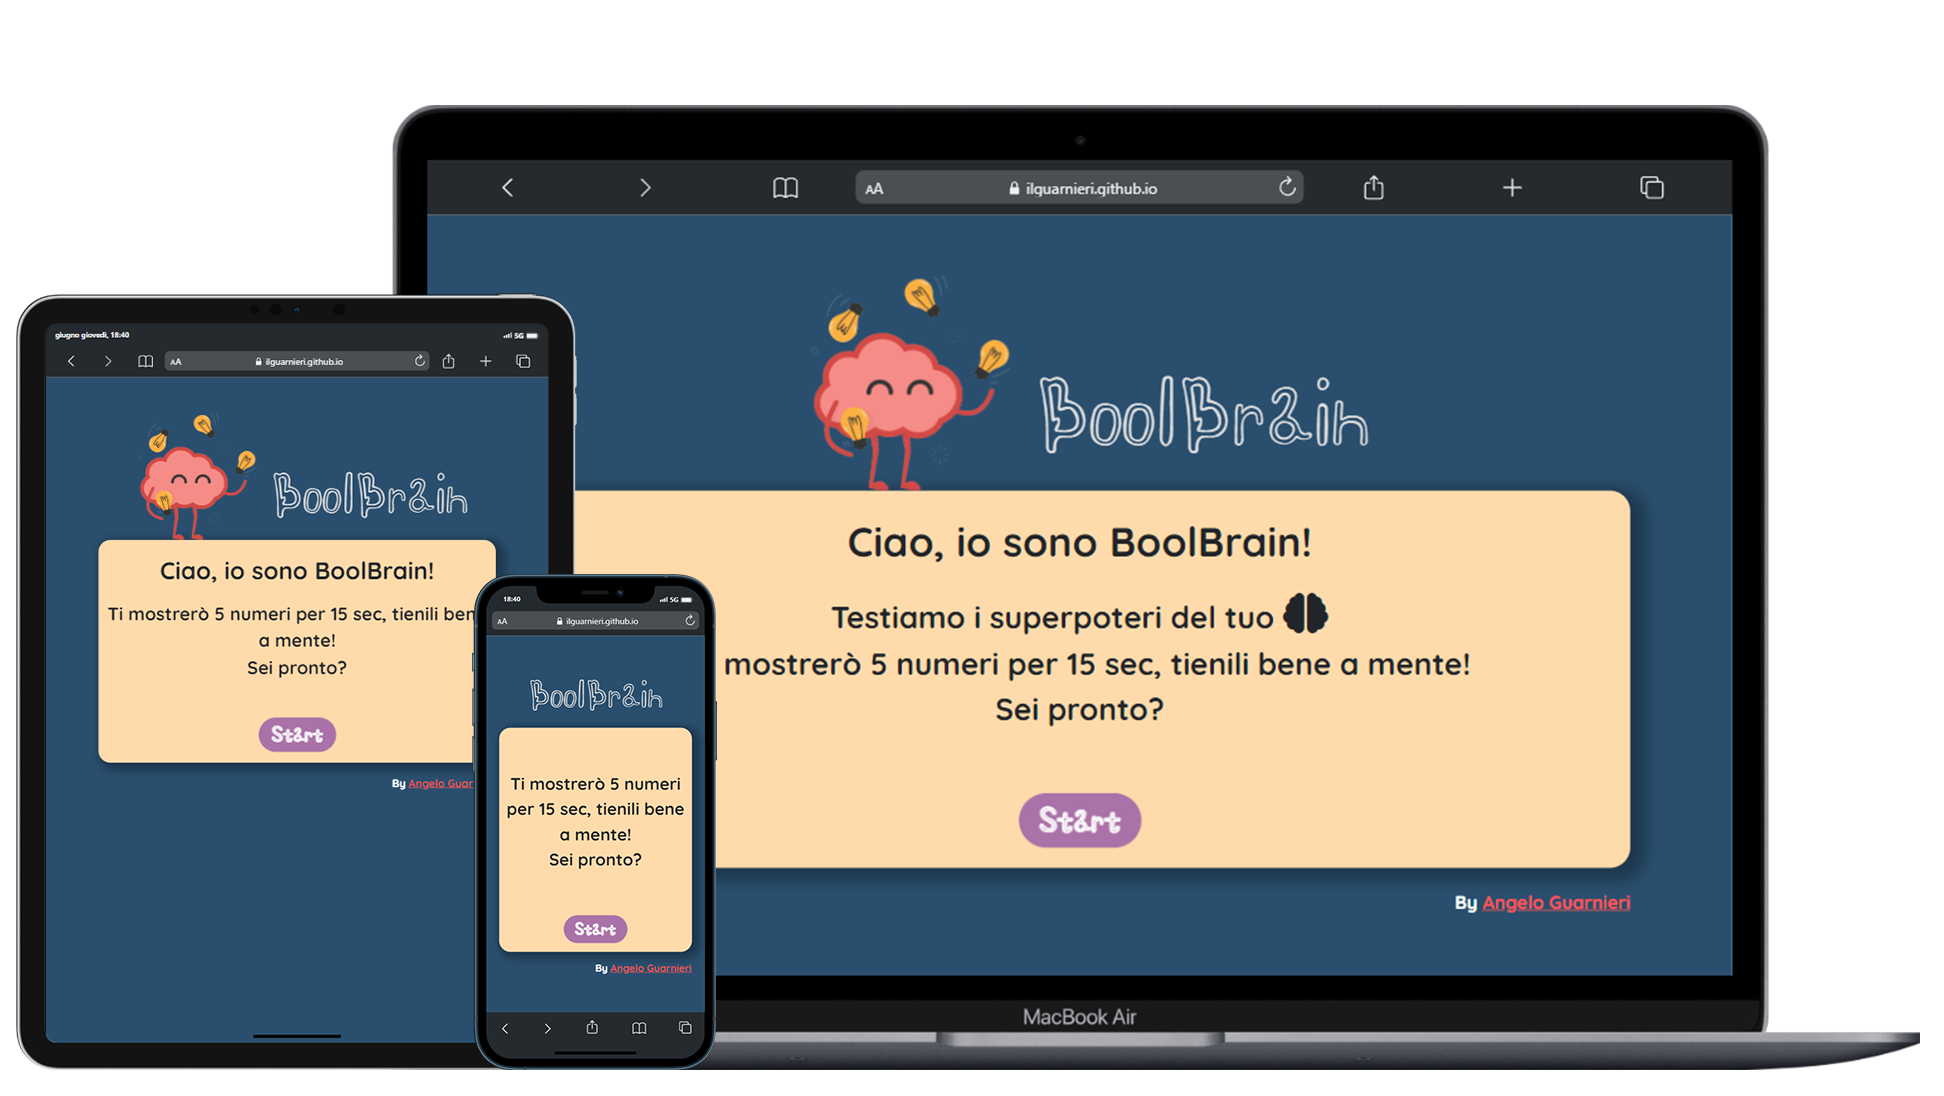 AA ilguarnieri.github.io
BoolBrain
Ciao, io sono BoolBrain!
Testiamo i superpoteri del tuo
mostrerò 5 numeri per 15 sec, tienili bene a mente!
Sei pronto?
Start
By Angelo Guarnieri
MacBook Air
giugno giovedì, 18:40 5G
AA ilguarnieri.github.io
BoolBrain
Ciao, io sono BoolBrain!
Ti mostrerò 5 numeri per 15 sec, tienili ben
a mente!
Sei pronto?
Start
By Angelo Guar
18:40 5G
AA ilguarnieri.github.io
BoolBrain
Ti mostrerò 5 numeri
per 15 sec, tienili bene
a mente!
Sei pronto?
Start
By Angelo Guarnieri